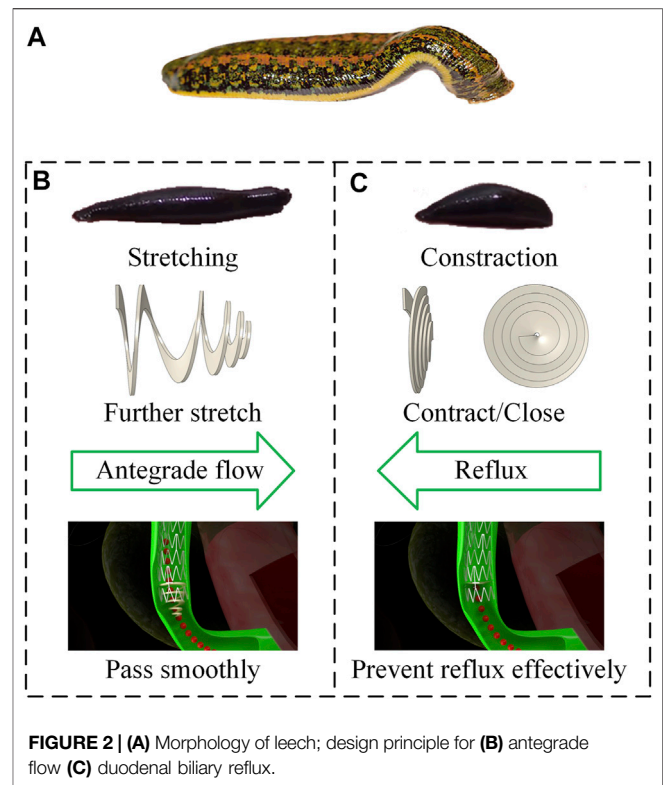 A
B
C
Stretching
Constraction
Further stretch
Contract/Close
Antegrade flow
Reflux
Pass smoothly
Prevent reflux effectively
FIGURE 2 | (A) Morphology of leech; design principle for (B) antegrade
flow (C) duodenal biliary reflux.